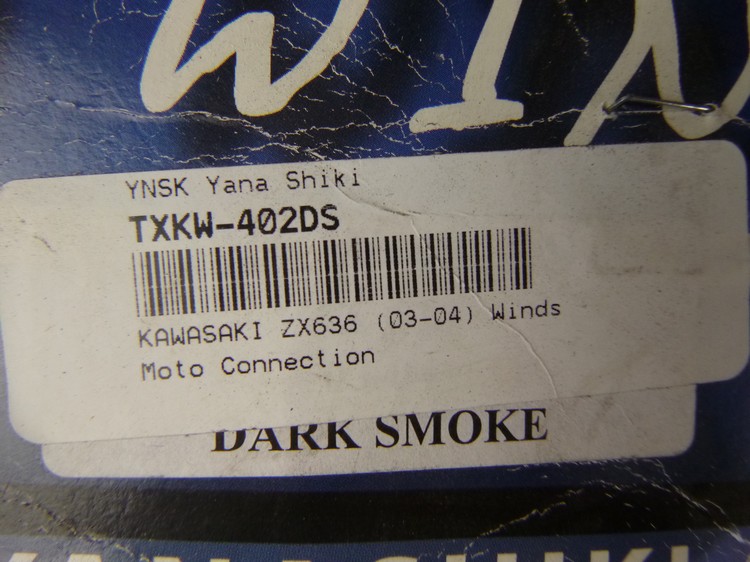 YNSK Yana Shiki
TXKW-402DS
KAWASAKI ZX636 (03-04) Winds
Moto Connection
DARK SMOKE